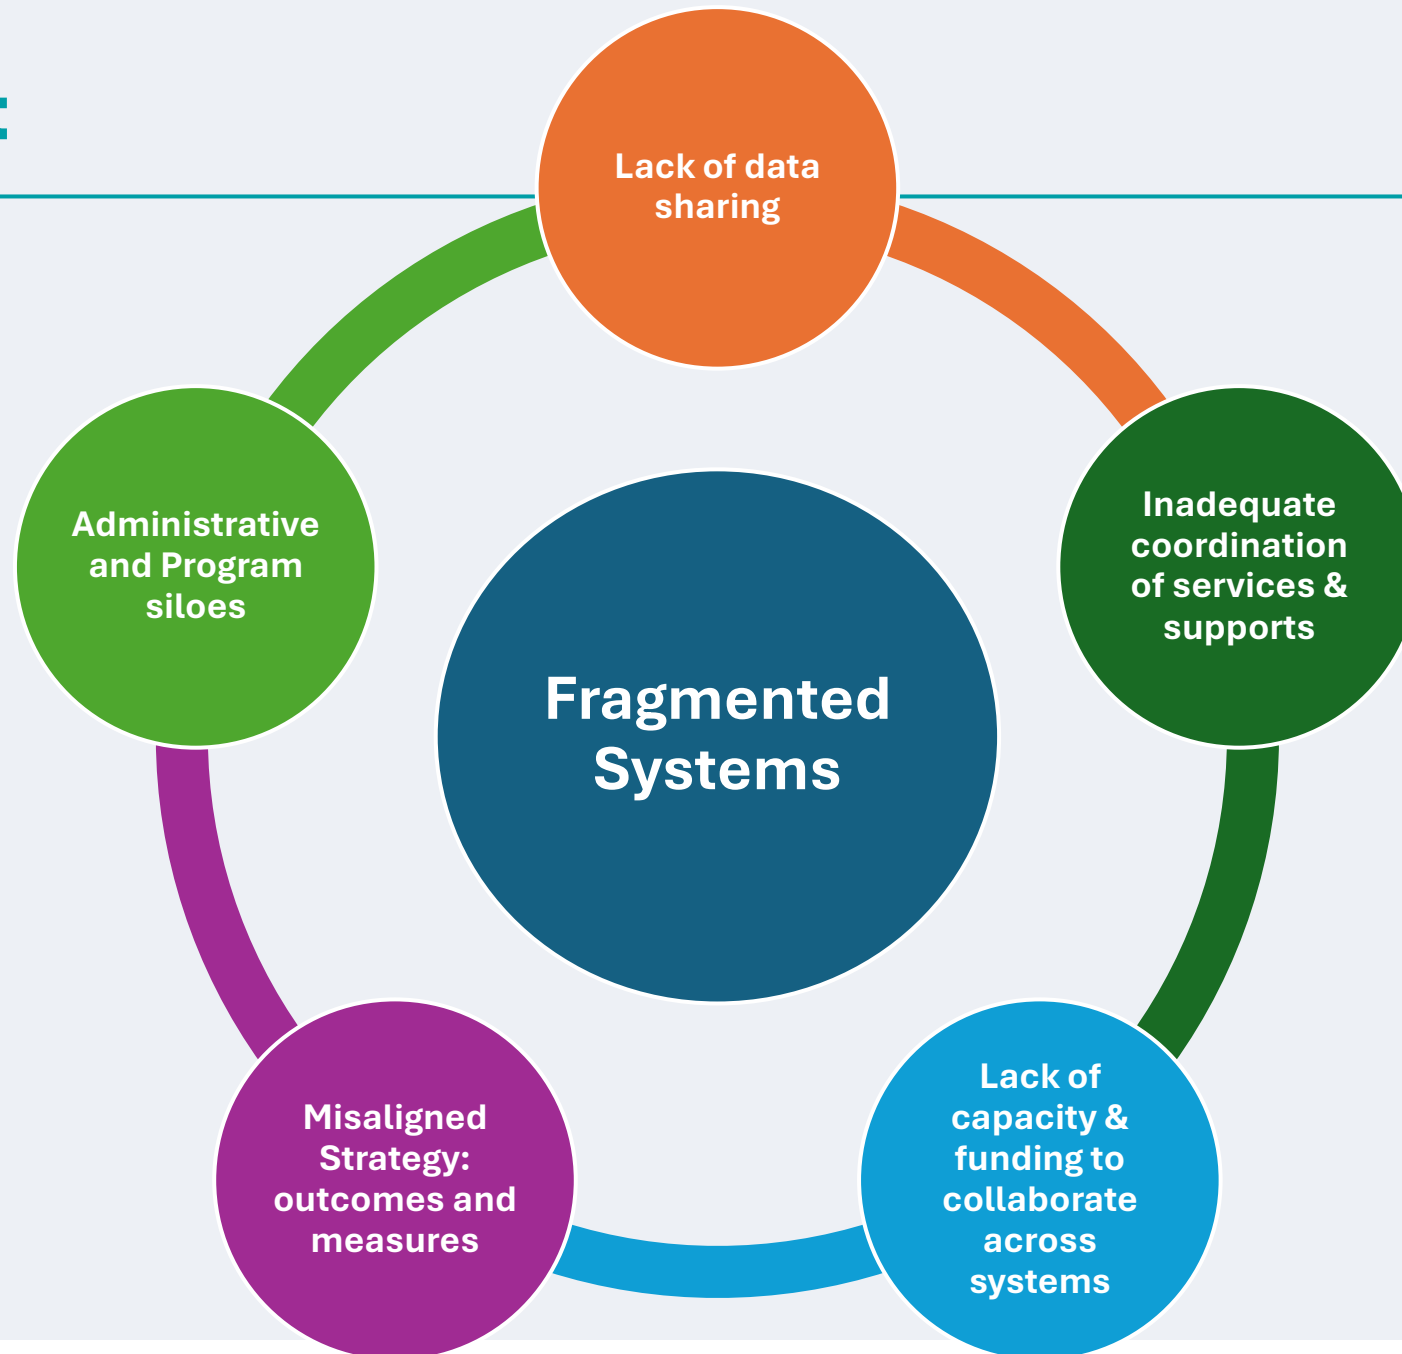 :
Lack of data
sharing
Inadequate
coordination
of services &
supports
Lack of
capacity &
funding to
collaborate
across
systems
Misaligned
Strategy:
outcomes and
measures
Administrative
and Program
siloes
Fragmented
Systems